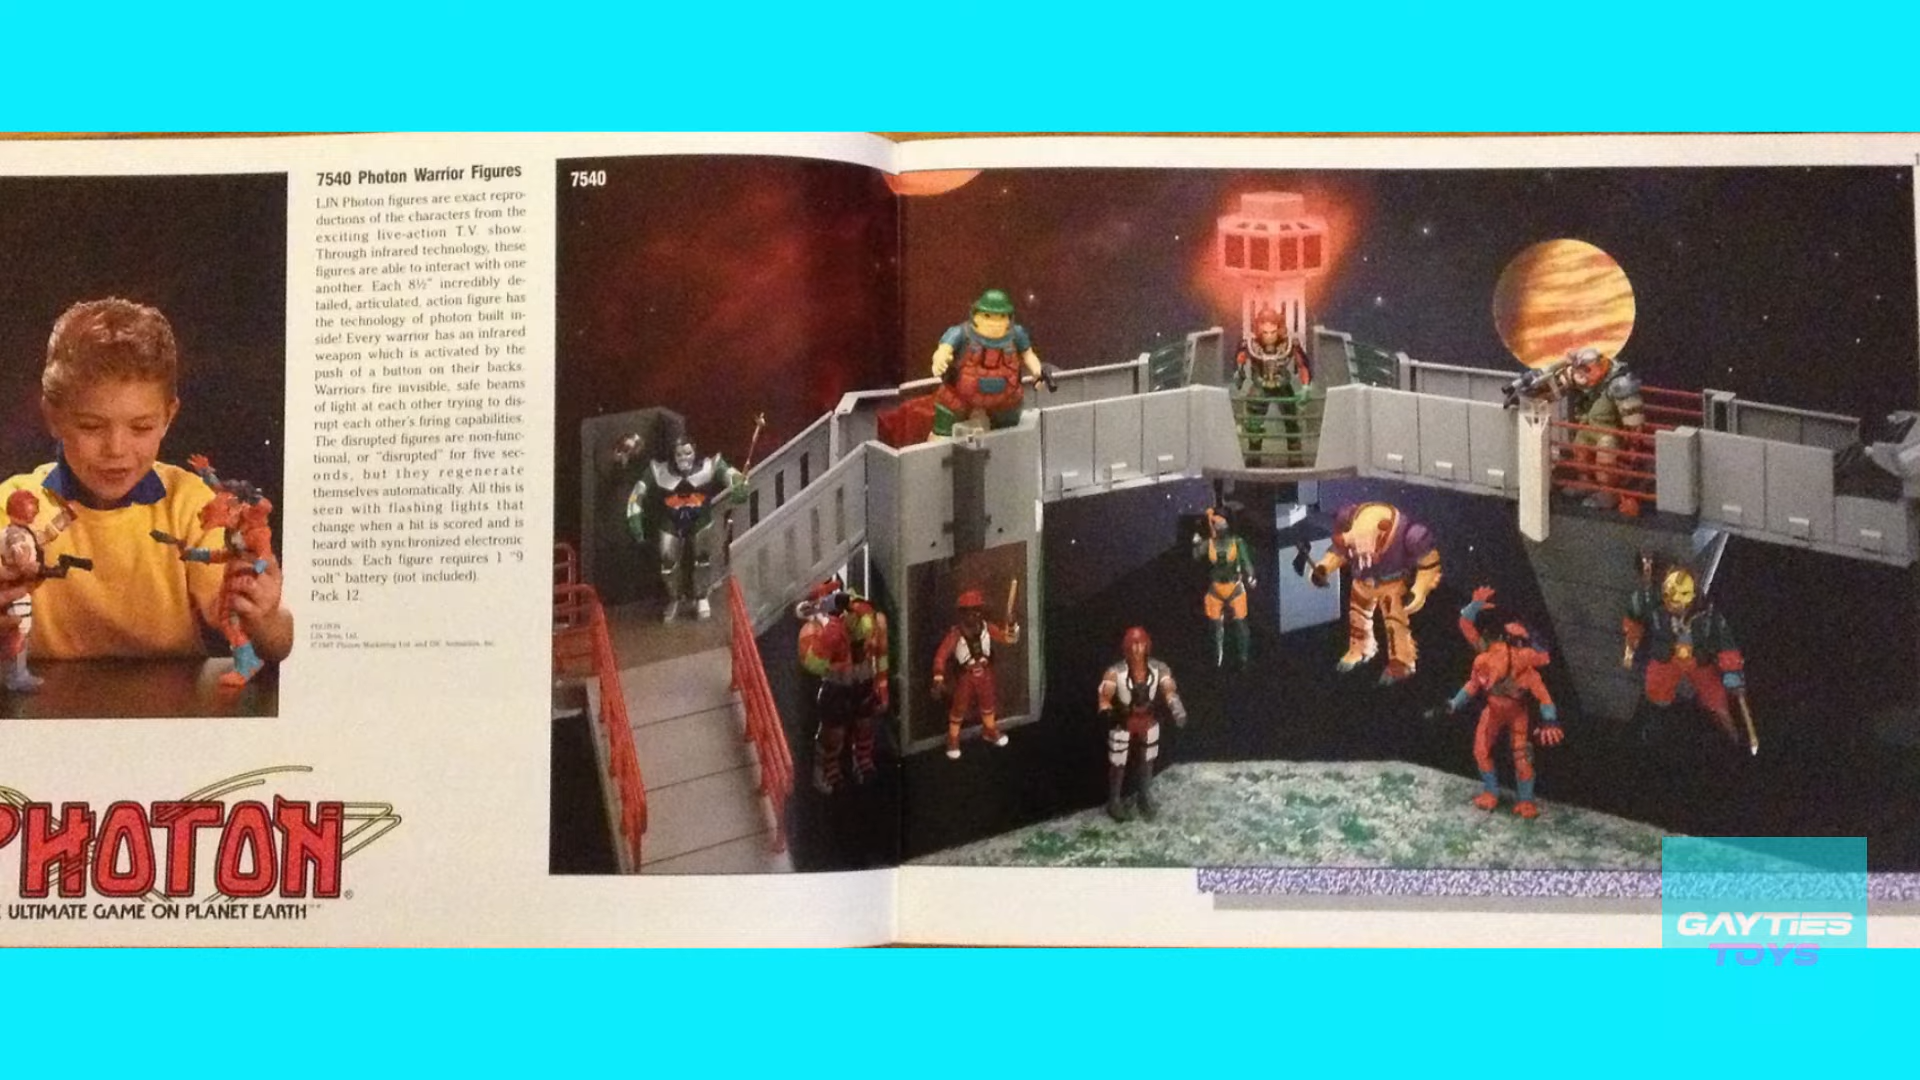 7540 Photon Warrior Figures
LJN Photon figures are exact repro-
ductions of the characters from the
exciting live-action T.V. show.
Through infrared technology, these
figures are able to interact with one
another. Each 8½" incredibly de-
tailed, articulated, action figure has
the technology of photon built in-
side! Every warrior has an infrared
weapon which is activated by the
push of a button on their backs.
Warriors fire invisible, safe beams
of light at each other trying to dis-
rupt each other's firing capabilities.
The disrupted figures are non-func-
tional, or "disrupted" for five sec-
onds, but they regenerate
themselves automatically. All this is
seen with flashing lights that
change when a hit is scored and is
heard with synchronized electronic
sounds. Each figure requires 1 "9
volt" battery (not included).
Pack 12.
PHOTON
LJN Toys, Ltd.
PHOTON®
ULTIMATE GAME ON PLANET EARTH™
7540
GAYTIES
TOYS